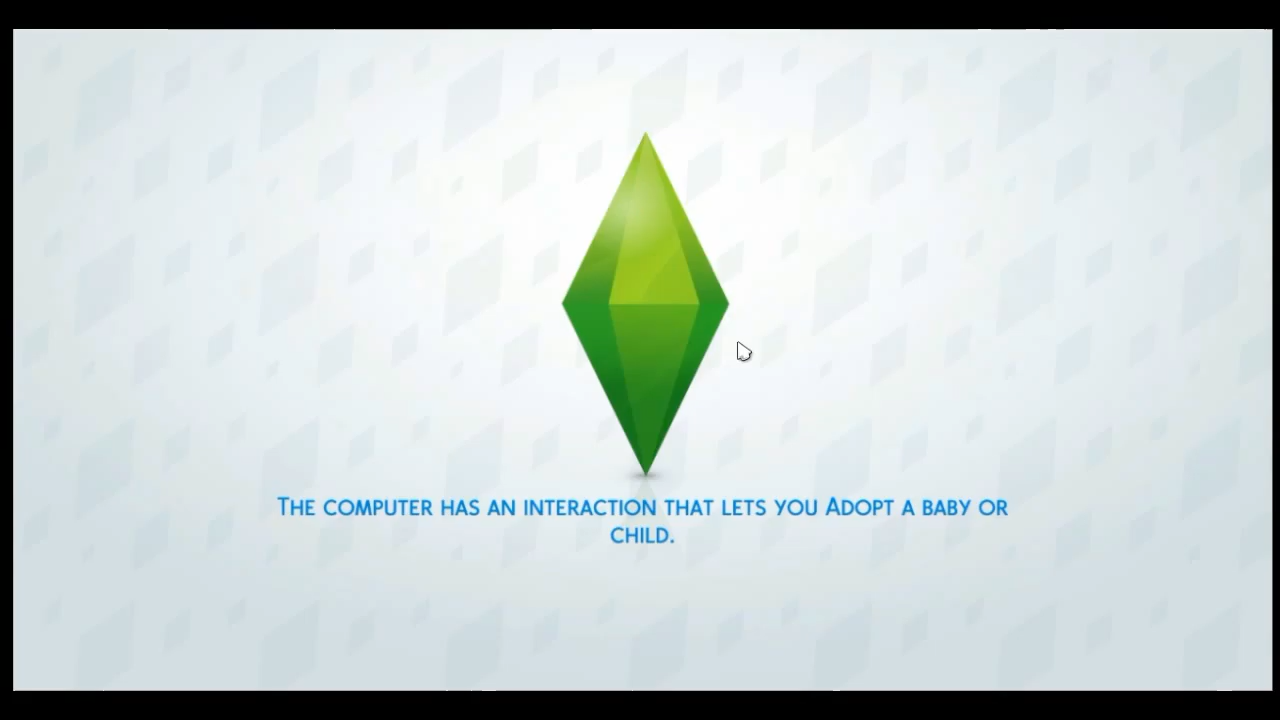 The computer has an interaction that lets you Adopt a baby or
child.